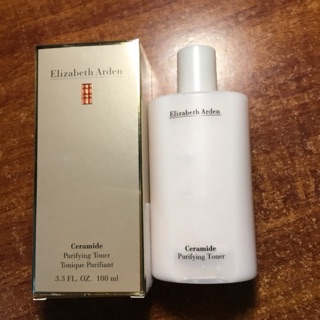 Elizabeth Arden
Ceramide
Purifying Toner
Tonique Purifiant
3.3 FL. OZ. 100 ml
Elizabeth Arden
Ceramide
Purifying Toner